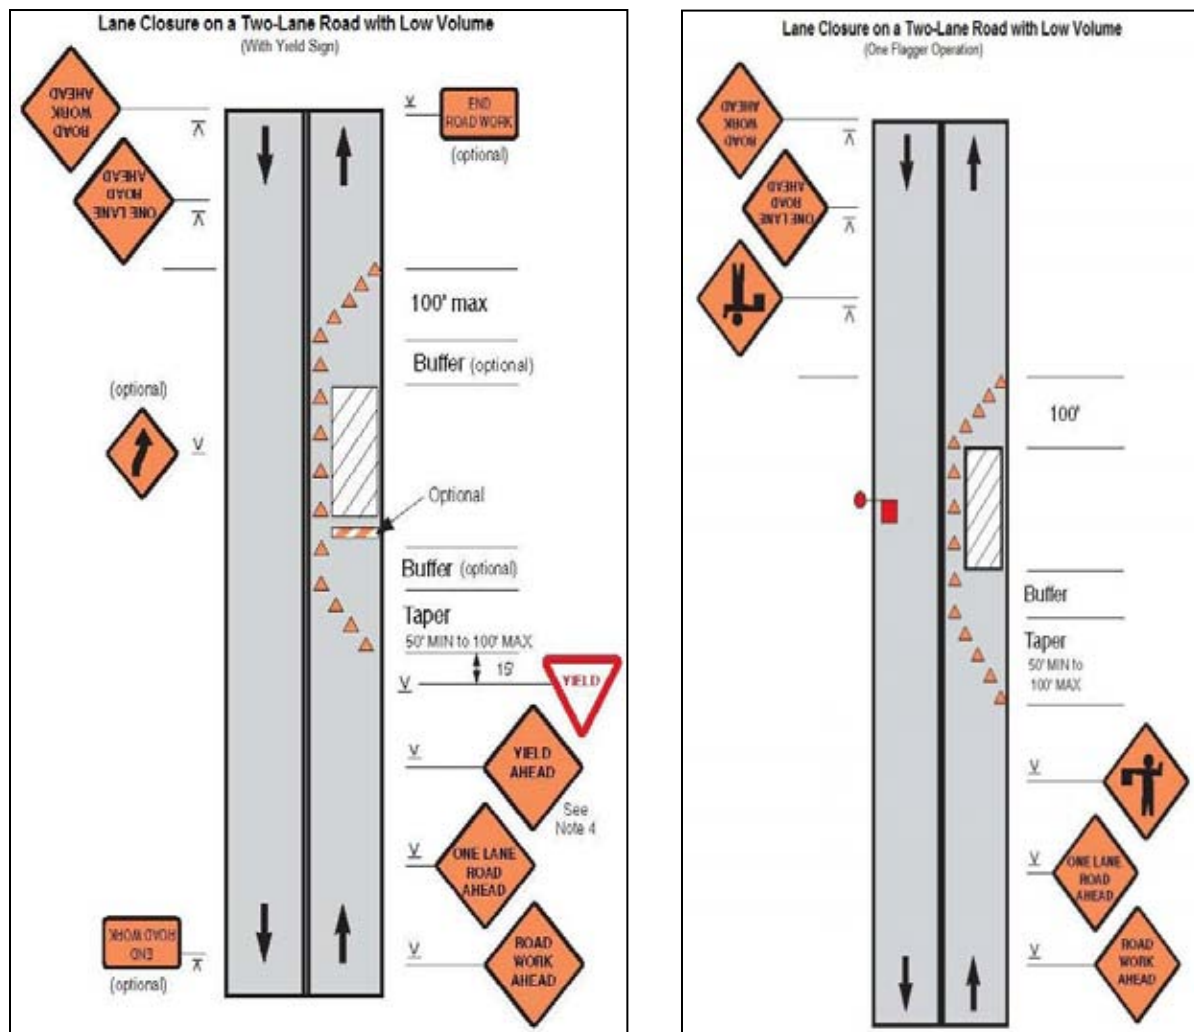 Lane Closure on a Two-Lane Road with Low Volume
(With Yield Sign)
ROAD
WORK
AHEAD
ONE LANE
ROAD
AHEAD
END
ROAD WORK
(optional)
100' max
Buffer (optional)
(optional)
Optional
Buffer (optional)
Taper
50' MIN to 100' MAX
15'
YIELD
YIELD
AHEAD
See
Note 4
ONE LANE
ROAD
AHEAD
ROAD
WORK
AHEAD
END
ROAD WORK
(optional)
Lane Closure on a Two-Lane Road with Low Volume
(One Flagger Operation)
ROAD
WORK
AHEAD
ONE LANE
ROAD
AHEAD
100'
Buffer
Taper
50' MIN to
100' MAX
ONE LANE
ROAD
AHEAD
ROAD
WORK
AHEAD